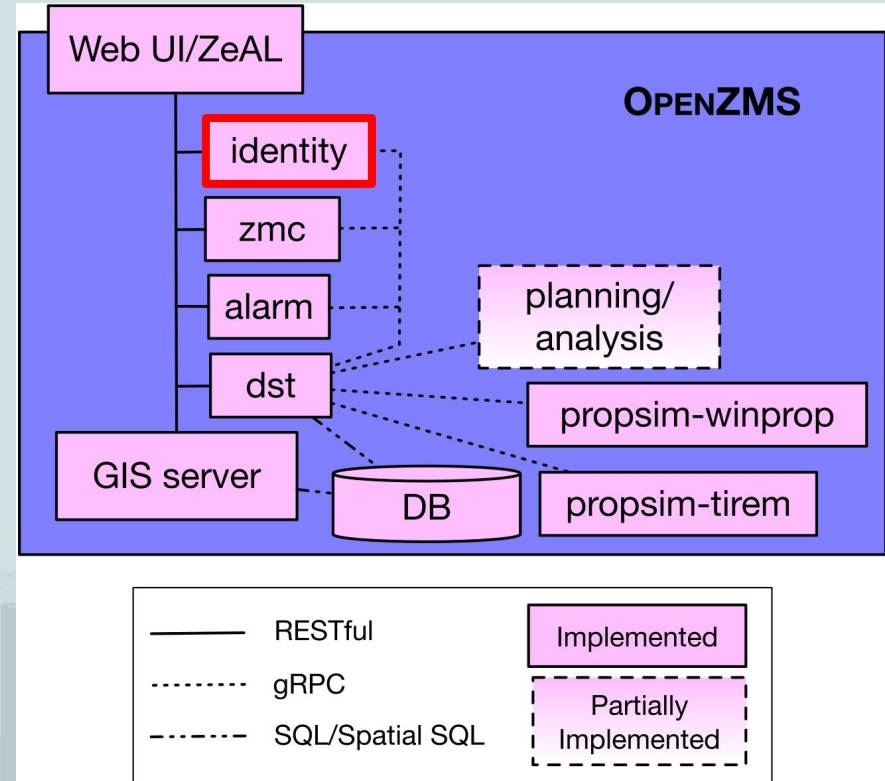 Web UI/ZeAL
OPENZMS
identity
zmc
alarm
planning/
analysis
dst
propsim-winprop
GIS server
DB
propsim-tirem
RESTful
Implemented
gRPC
Partially
Implemented
SQL/Spatial SQL